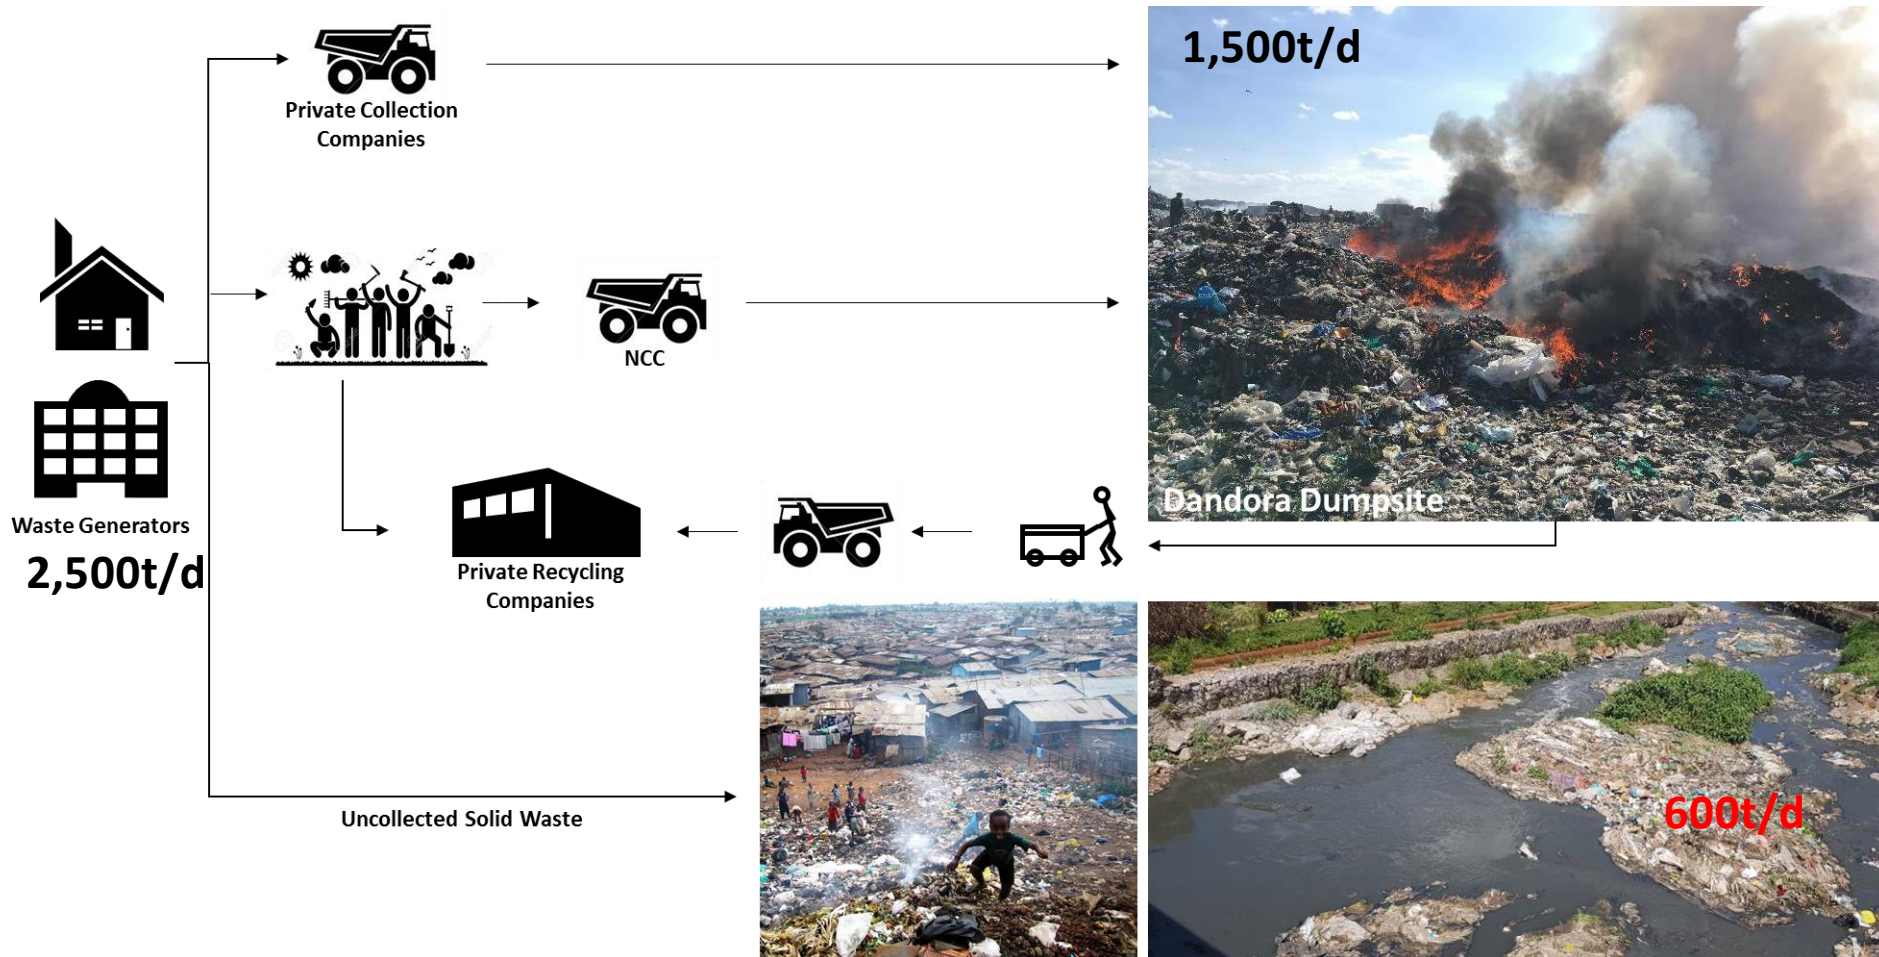 1,500t/d
Private Collection
Companies
NCC
Dandora Dumpsite
Waste Generators
2,500t/d
Private Recycling
Companies
Uncollected Solid Waste
600t/d